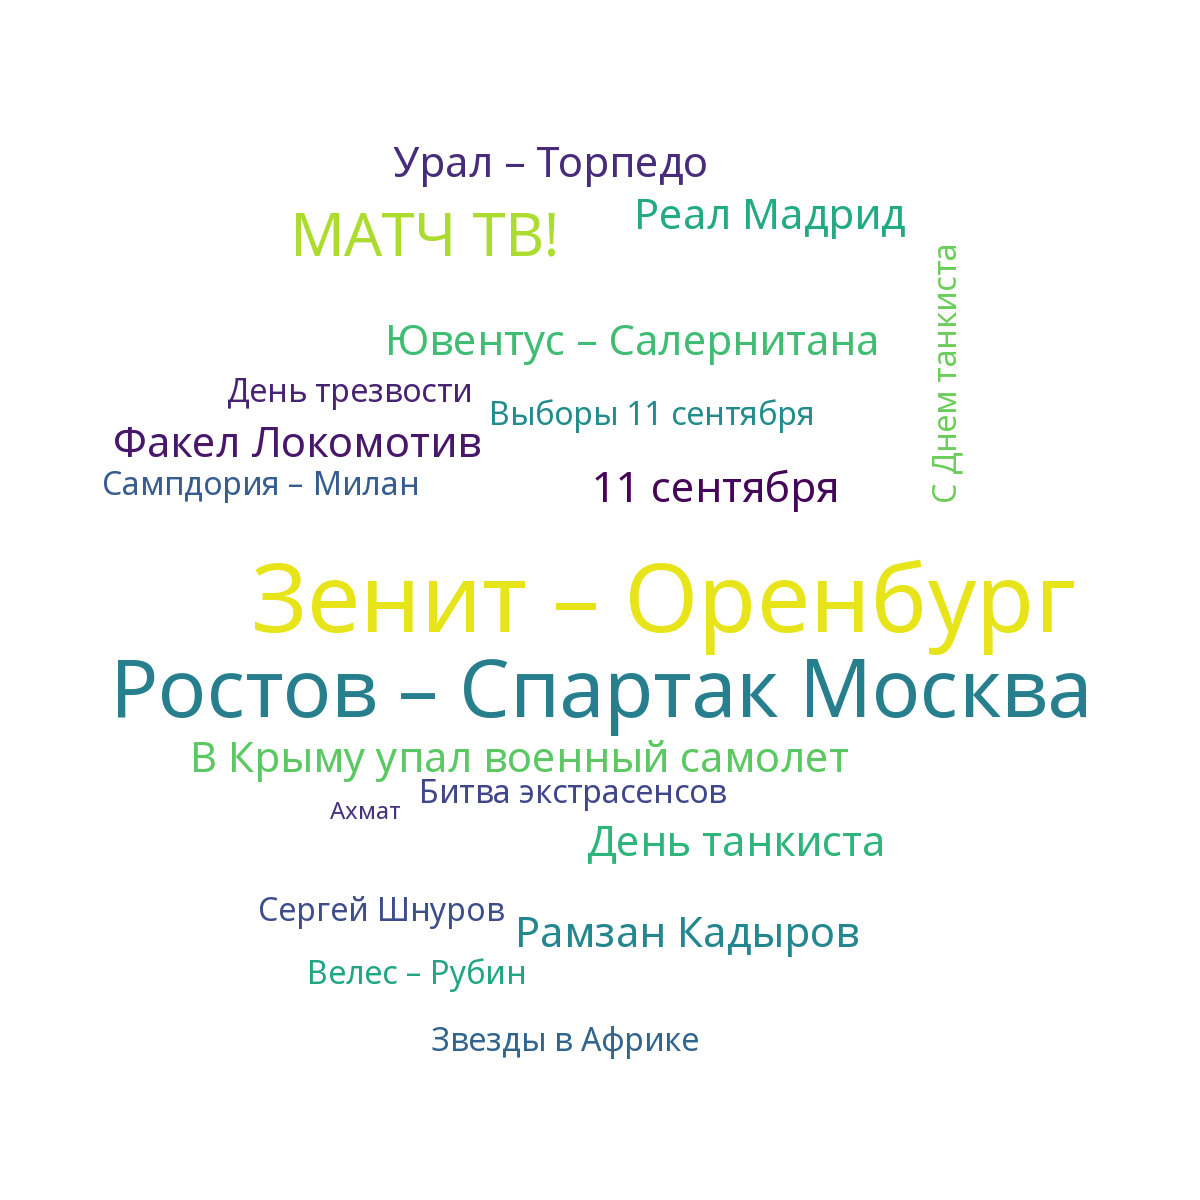 Урал – Торпедо
МАТЧ ТВ!
Реал Мадрид
С Днем танкиста
Ювентус – Салернитана
День трезвости
Выборы 11 сентября
Факел Локомотив
Сампдория – Милан
11 сентября
Зенит – Оренбург
Ростов – Спартак Москва
В Крыму упал военный самолет
Битва экстрасенсов
Ахмат
День танкиста
Сергей Шнуров
Рамзан Кадыров
Велес – Рубин
Звезды в Африке